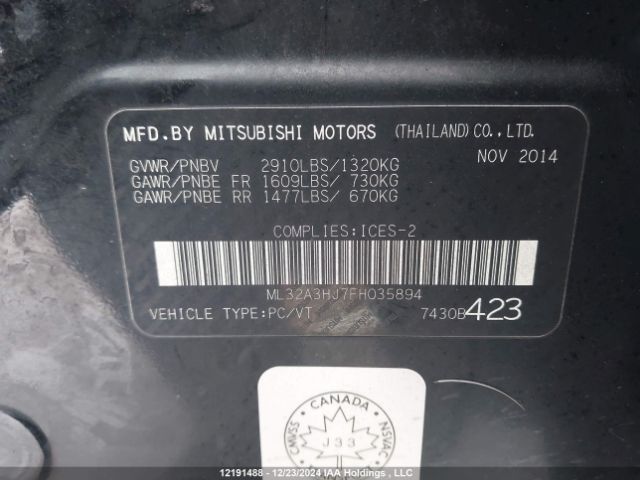 MFD.BY MITSUBISHI MOTORS (THAILAND) CO.,LTD.
GVWR/PNBV 2910LBS/1320KG NOV 2014
GAWR/PNBE FR 1609LBS/ 730KG
GAWR/PNBE RR 1477LBS/ 670KG
COMPLIES:ICES-2
ML32A3HJ7FH035894
VEHICLE TYPE:PC/VT 7430B423
CANADA
CMVSS J33 NSVAC
12191488 - 12/23/2024 IAA Holdings, LLC